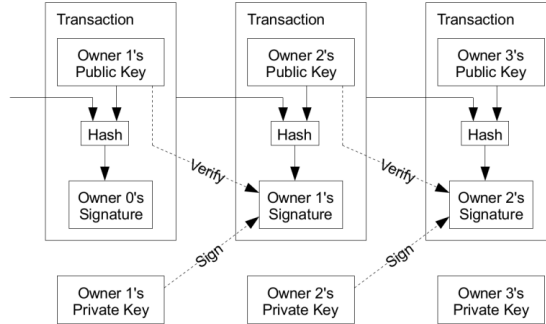 Transaction
Owner 1's
Public Key
Hash
Owner 0's
Signature
Transaction
Owner 2's
Public Key
Hash
Verify
Owner 1's
Signature
Transaction
Owner 3's
Public Key
Hash
Verify
Owner 2's
Signature
Sign
Sign
Owner 1's
Private Key
Owner 2's
Private Key
Owner 3's
Private Key